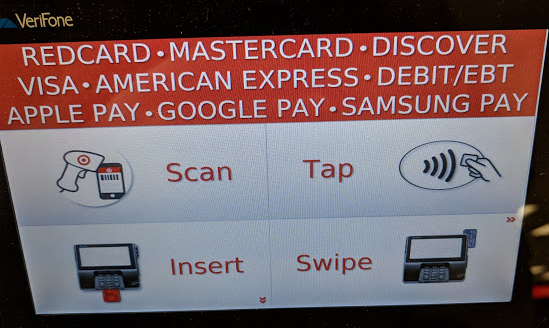 VeriFone
REDCARD • MASTERCARD • DISCOVER
VISA • AMERICAN EXPRESS • DEBIT/EBT
APPLE PAY • GOOGLE PAY • SAMSUNG PAY
Scan
Tap
Insert
Swipe